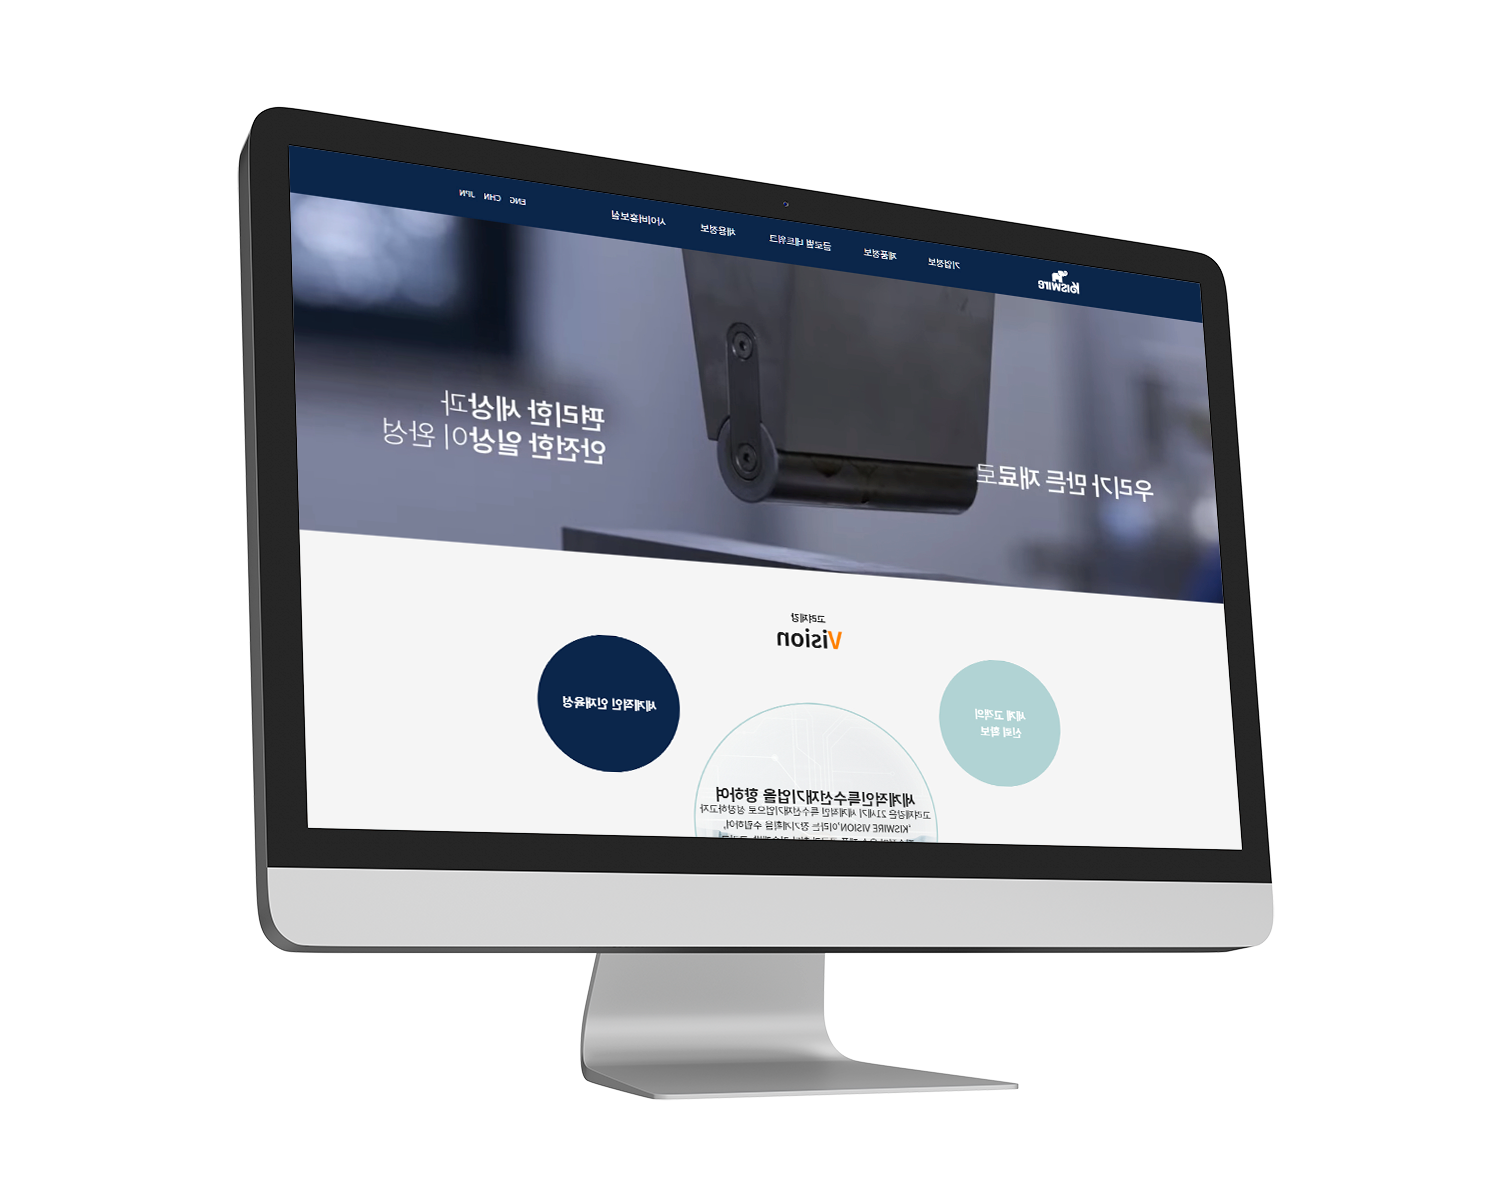 KISWIRE
기업정보
제품정보
글로벌 네트워크
채용정보
사이버홍보실
ENG CHN JPN
우리가 만든 재료로
편리한 세상과
안전한 일상이 완성
고려제강
Vision
세계 고객의
신뢰 확보
세계적인 인재육성
세계적인특수선재기업을 향하여
고려제강은 21세기 세계적인 특수선재기업으로 성장하고자
'KISWIRE VISION'이라는 장기계획을 수립하여,